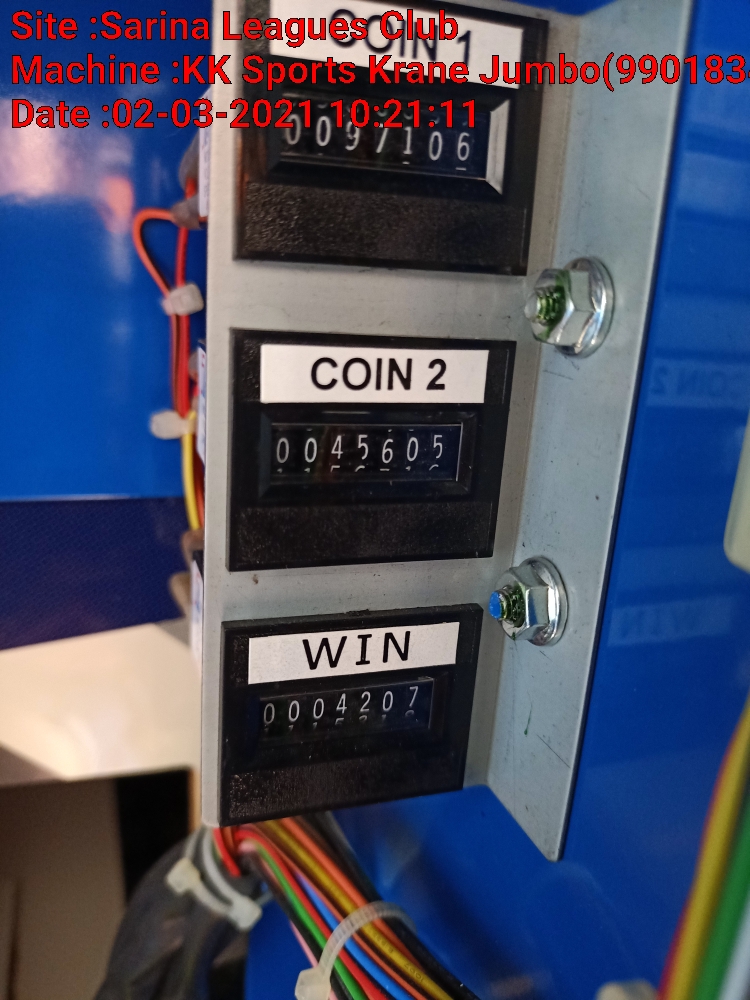 Site :Sarina Leagues Club
Machine :KK Sports Krane Jumbo(990183
Date :02-03-2021 10:21:11
COIN 1
0097106
COIN 2
0045605
WIN
0004207